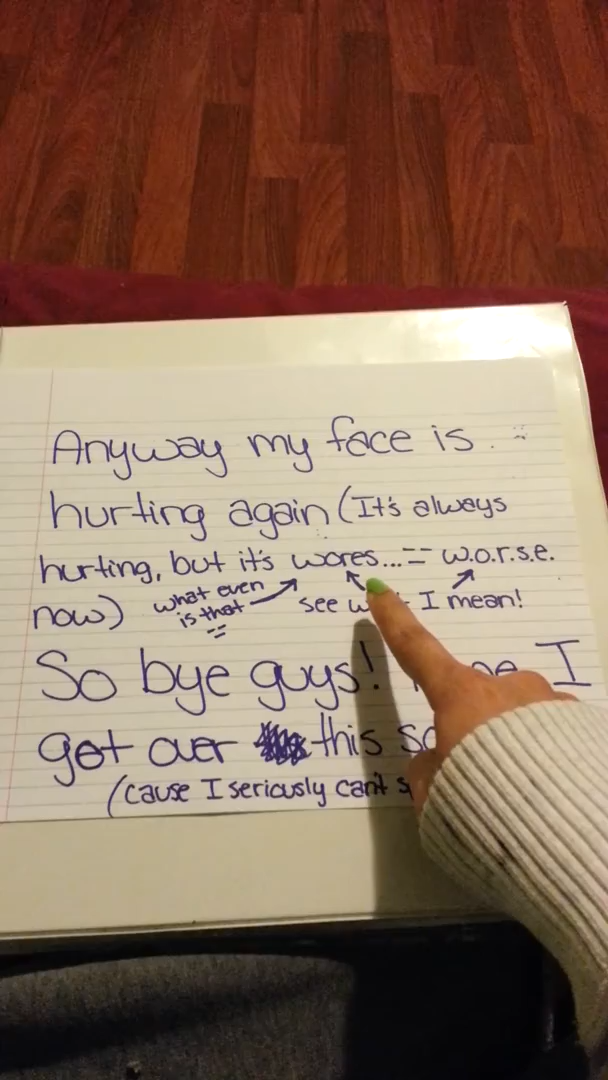 Anyway my face is
hurting again (It's always
hurting, but it's wores... == w.o.r.s.e.
now)
what even
is that
see I mean!
So bye guys! I
get over this
(cause I seriously can't